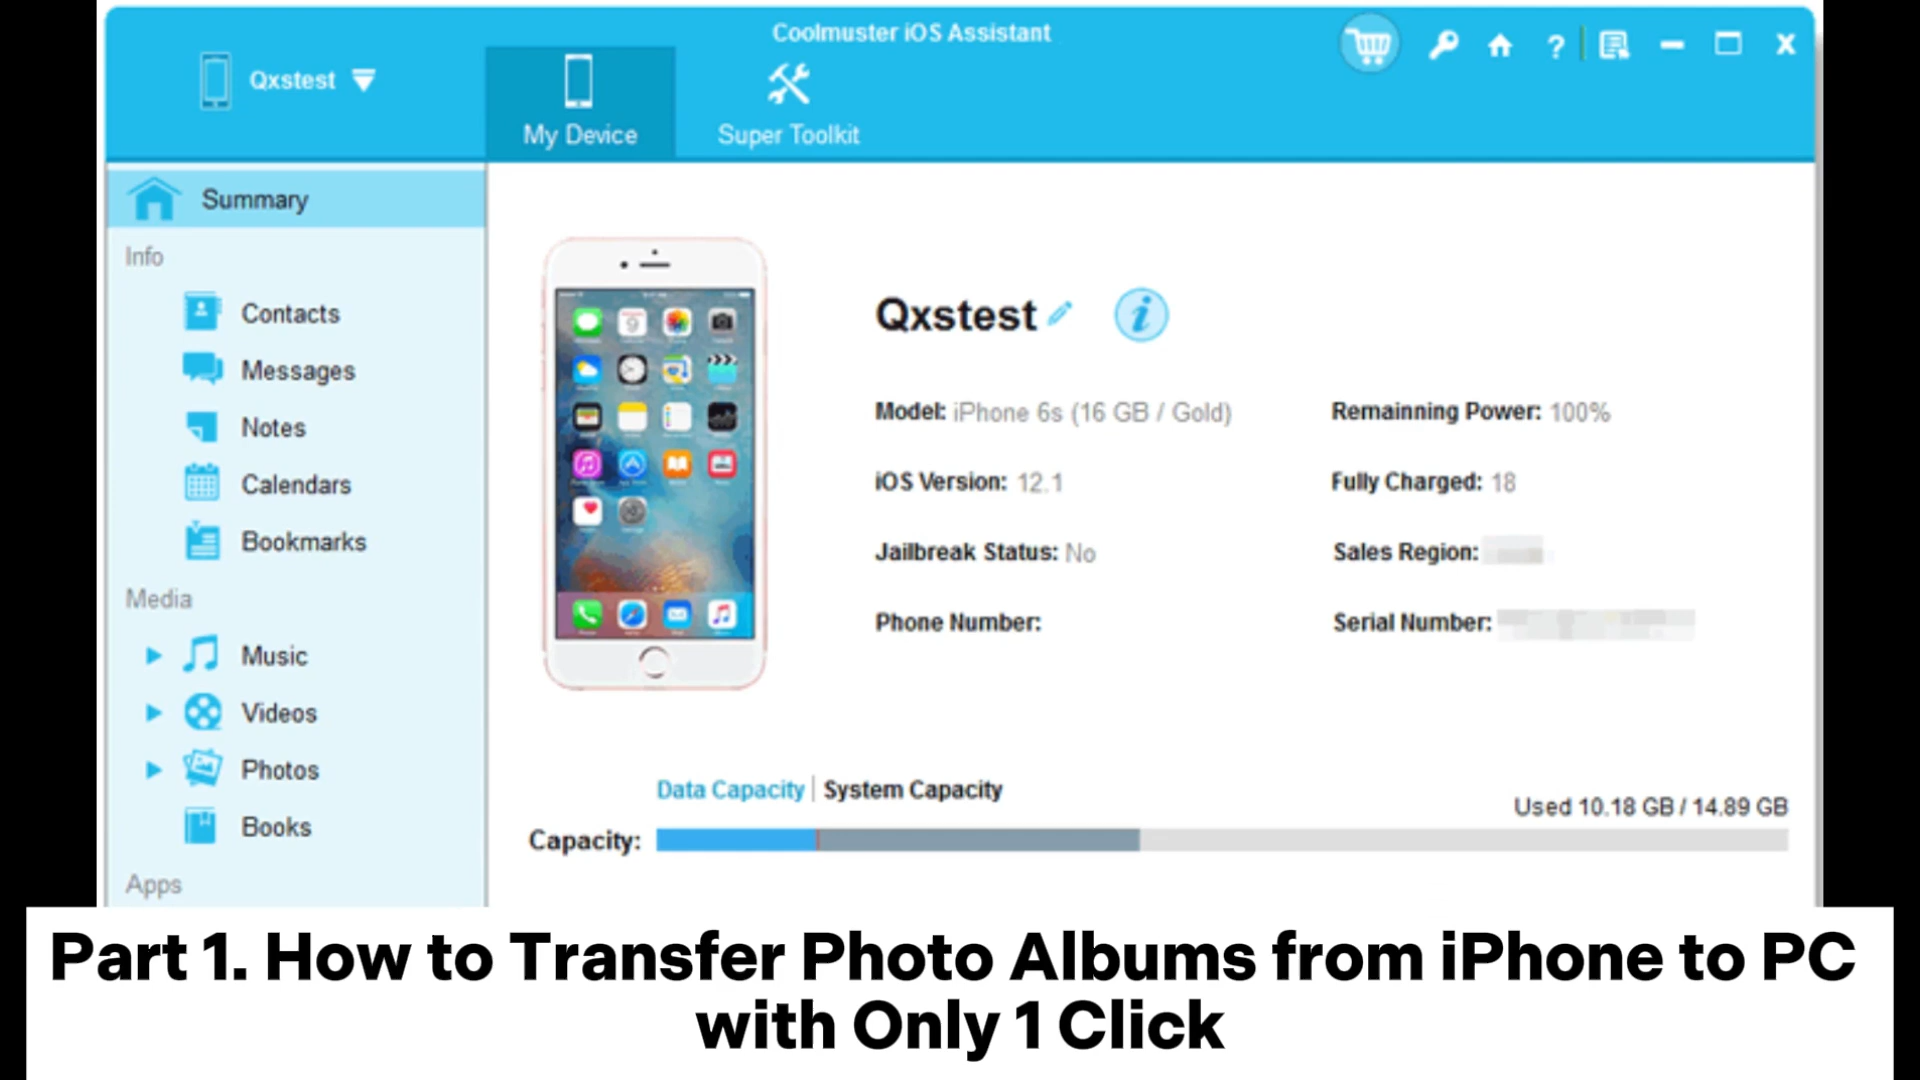 Coolmuster iOS Assistant
Qxstest
My Device
Super Toolkit
?
Summary
Info
Contacts
Messages
Notes
Calendars
Bookmarks
Media
Music
Videos
Photos
Books
Apps
Qxstest
i
Model: iPhone 6s (16 GB / Gold)
Remainning Power: 100%
iOS Version: 12.1
Fully Charged: 18
Jailbreak Status: No
Sales Region:
Phone Number:
Serial Number:
9
Data Capacity | System Capacity
Used 10.18 GB / 14.89 GB
Capacity:
Part 1. How to Transfer Photo Albums from iPhone to PC
with Only 1 Click